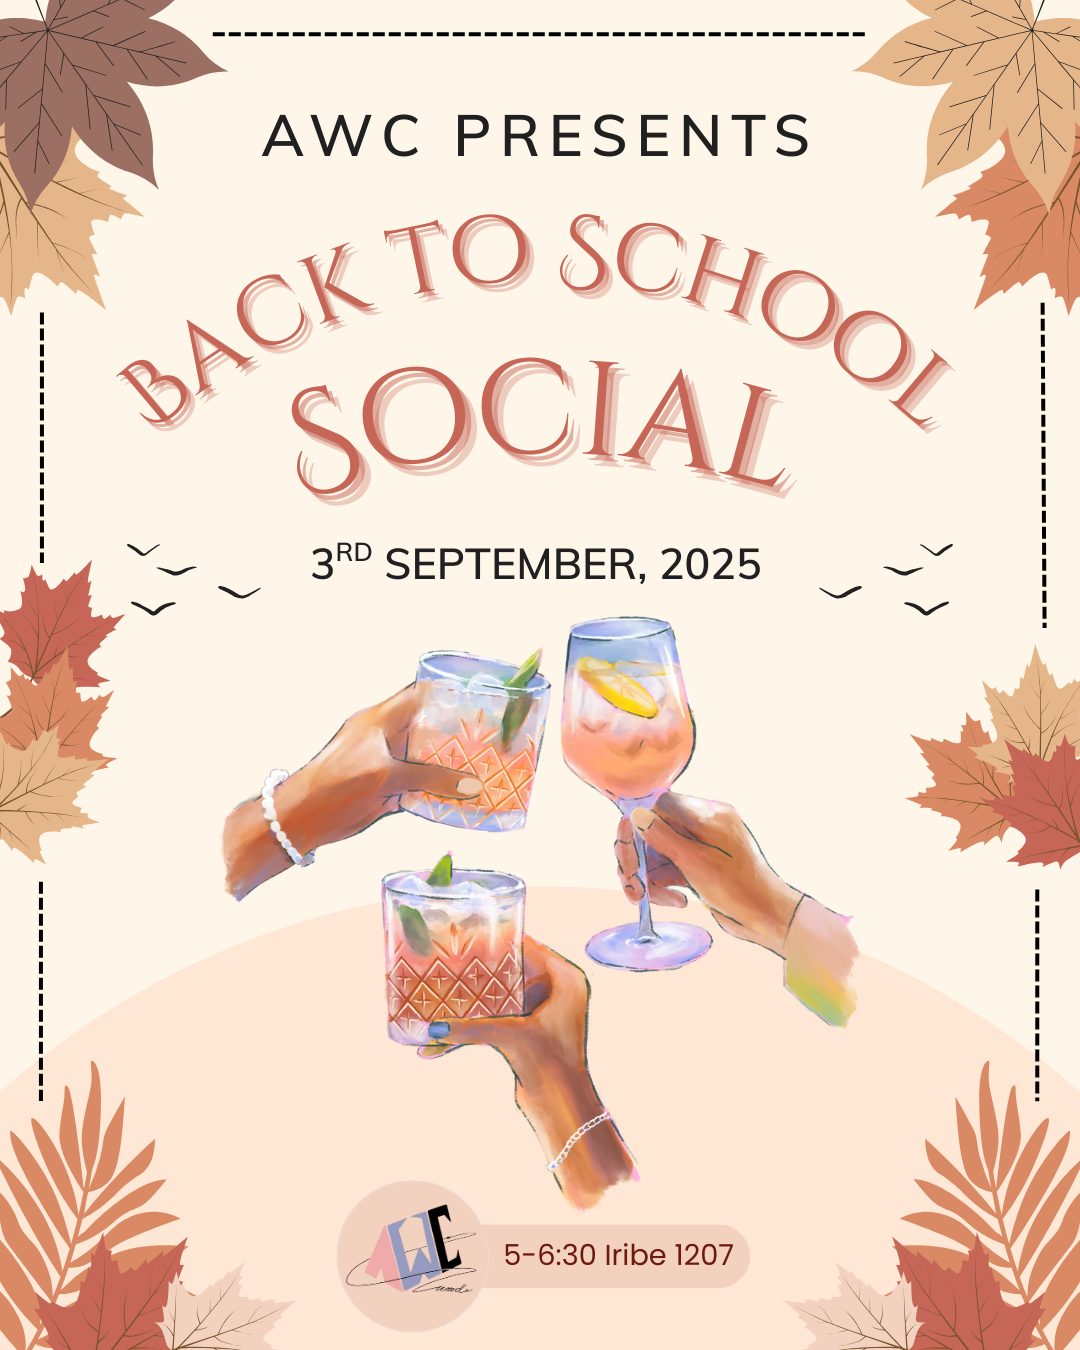 AWC PRESENTS
BACK TO SCHOOL
SOCIAL
3RD SEPTEMBER, 2025
AWC
5-6:30 Iribe 1207